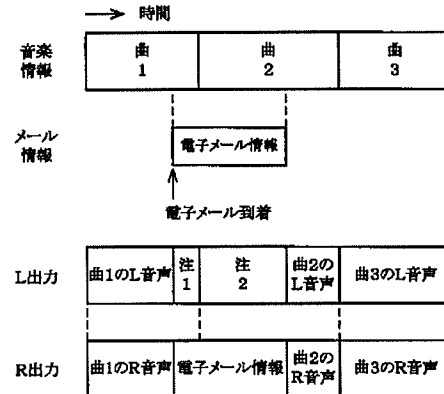 時間
音楽
情報
曲
1
曲
2
曲
3
メール
情報
電子メール情報
電子メール到着
L出力
曲1のL音声
注
1
注
2
曲2の
L音声
曲3のL音声
R出力
曲1のR音声
電子メール情報
曲2の
R音声
曲3のR音声